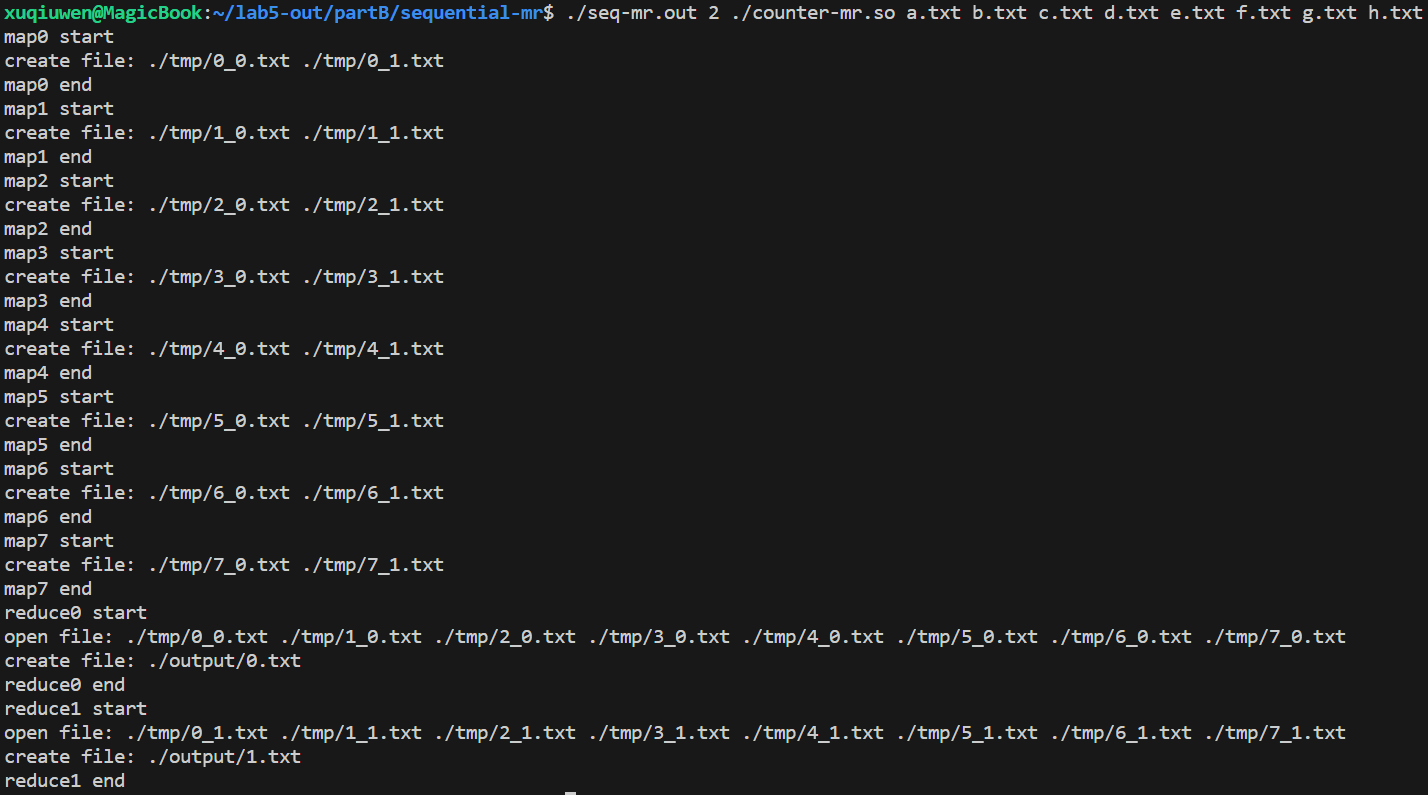 xuqiuwen@MagicBook:~/lab5-out/partB/sequential-mr$ ./seq-mr.out 2 ./counter-mr.so a.txt b.txt c.txt d.txt e.txt f.txt g.txt h.txt
map0 start
create file: ./tmp/0_0.txt ./tmp/0_1.txt
map0 end
map1 start
create file: ./tmp/1_0.txt ./tmp/1_1.txt
map1 end
map2 start
create file: ./tmp/2_0.txt ./tmp/2_1.txt
map2 end
map3 start
create file: ./tmp/3_0.txt ./tmp/3_1.txt
map3 end
map4 start
create file: ./tmp/4_0.txt ./tmp/4_1.txt
map4 end
map5 start
create file: ./tmp/5_0.txt ./tmp/5_1.txt
map5 end
map6 start
create file: ./tmp/6_0.txt ./tmp/6_1.txt
map6 end
map7 start
create file: ./tmp/7_0.txt ./tmp/7_1.txt
map7 end
reduce0 start
open file: ./tmp/0_0.txt ./tmp/1_0.txt ./tmp/2_0.txt ./tmp/3_0.txt ./tmp/4_0.txt ./tmp/5_0.txt ./tmp/6_0.txt ./tmp/7_0.txt
create file: ./output/0.txt
reduce0 end
reduce1 start
open file: ./tmp/0_1.txt ./tmp/1_1.txt ./tmp/2_1.txt ./tmp/3_1.txt ./tmp/4_1.txt ./tmp/5_1.txt ./tmp/6_1.txt ./tmp/7_1.txt
create file: ./output/1.txt
reduce1 end